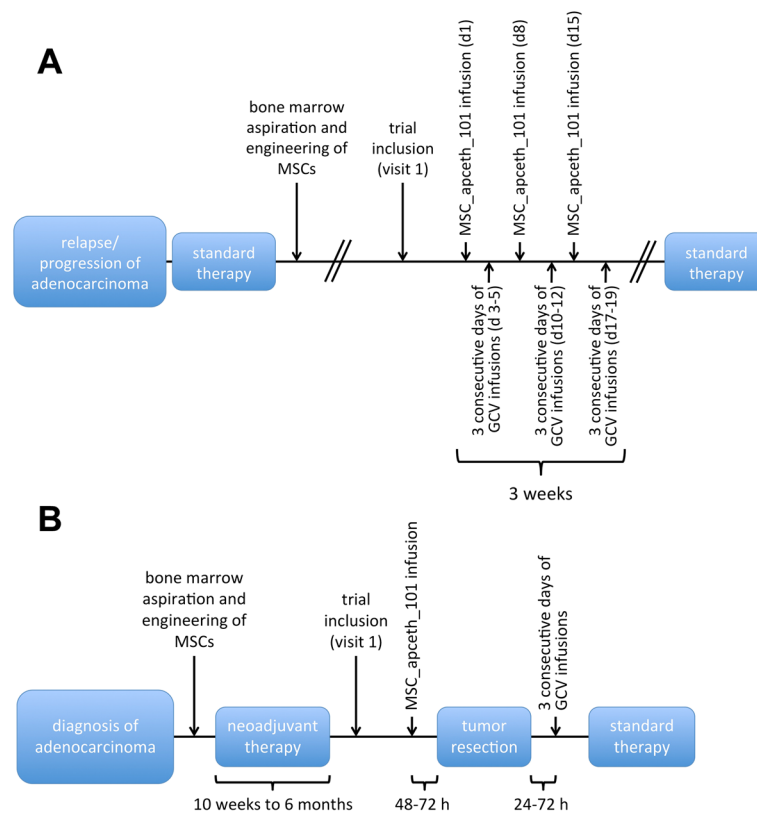 A
relapse/
progression of
adenocarcinoma
standard
therapy
bone marrow
aspiration and
engineering of
MSCs
trial
inclusion
(visit 1)
MSC_apceth_101 infusion (d1)
MSC_apceth_101 infusion (d8)
MSC_apceth_101 infusion (d15)
3 consecutive days of
GCV infusions (d 3-5)
3 consecutive days of
GCV infusions (d10-12)
3 consecutive days of
GCV infusions (d17-19)
standard
therapy
3 weeks
B
diagnosis of
adenocarcinoma
bone marrow
aspiration and
engineering of
MSCs
neoadjuvant
therapy
10 weeks to 6 months
trial
inclusion
(visit 1)
MSC_apceth_101 infusion
48-72 h
tumor
resection
3 consecutive days of
GCV infusions
24-72 h
standard
therapy